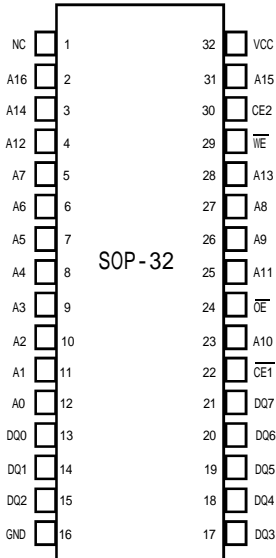 NC 1 32 VCC
A16 2 31 A15
A14 3 30 CE2
A12 4 29 WE
A7 5 28 A13
A6 6 27 A8
A5 7 26 A9
SOP-32
A4 8 25 A11
A3 9 24 OE
A2 10 23 A10
A1 11 22 CE1
A0 12 21 DQ7
DQ0 13 20 DQ6
DQ1 14 19 DQ5
DQ2 15 18 DQ4
GND 16 17 DQ3